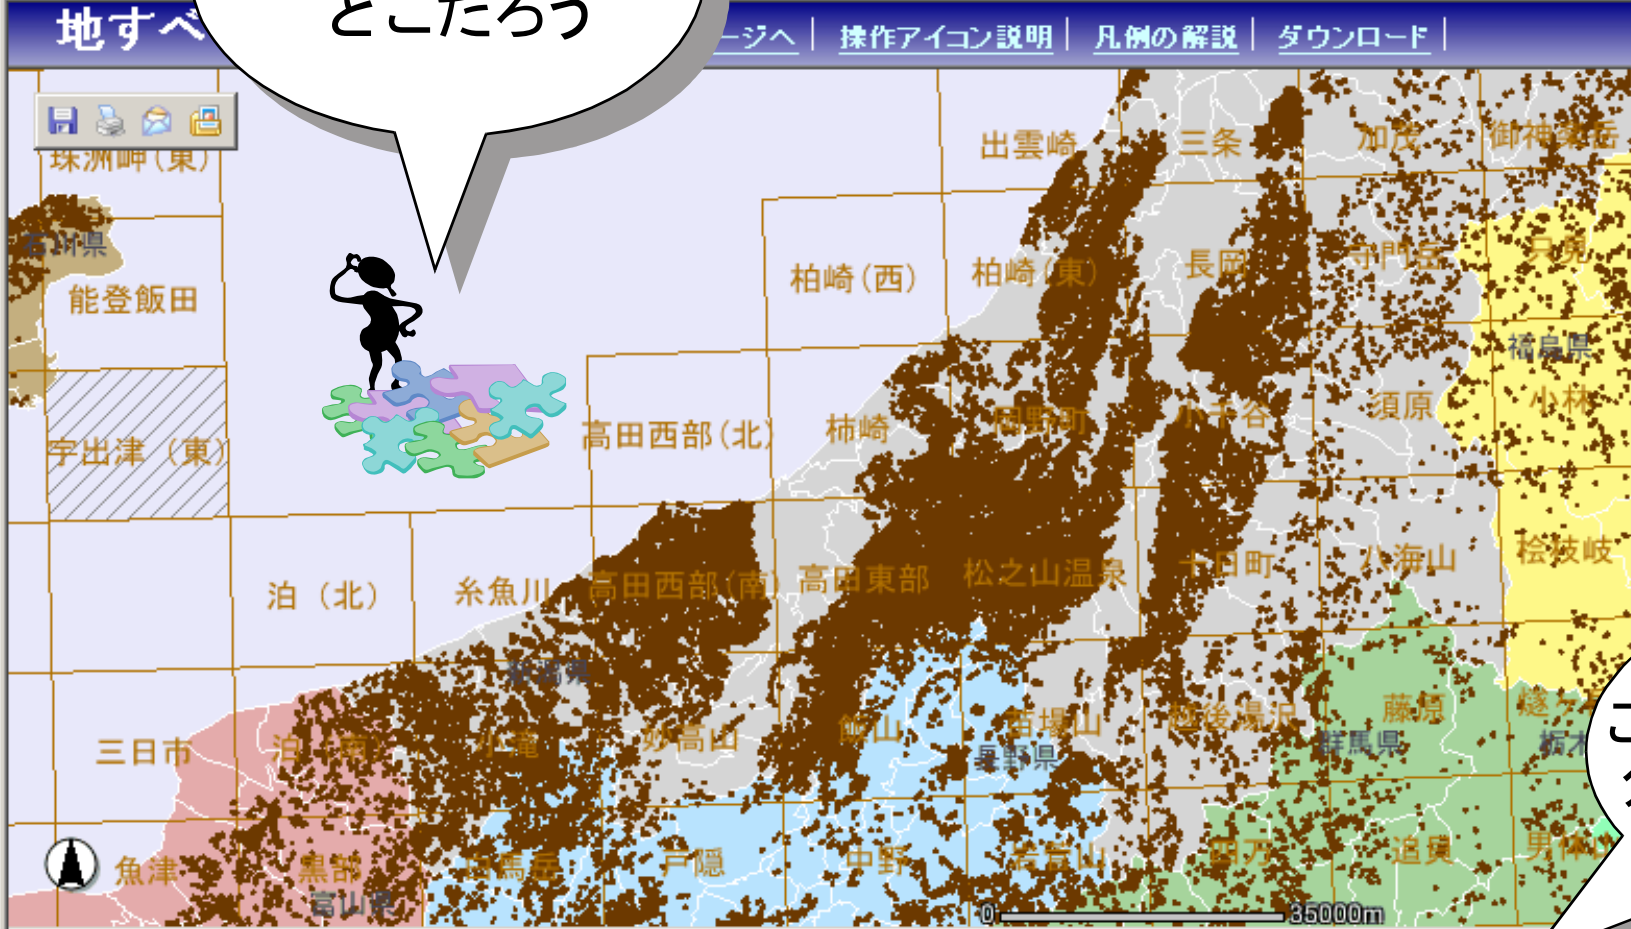 どこだろう
地すべ
ージへ｜ 操作アイコン説明｜ 凡例の解説｜ ダウンロード｜
珠洲岬(東)
出雲崎
三条
加茂
御神楽岳
石川県
能登飯田
柏崎(西)
柏崎(東)
長岡
守門岳
只見
福島県
宇出津 (東)
高田西部(北)
柿崎
岡野町
小千谷
須原
小林
泊 (北)
糸魚川
高田西部(南)
高田東部
松之山温泉
十日町
八海山
桧枝岐
新潟県
三日市
泊 (南)
小滝
妙高山
飯山
苗場山
越後湯沢
藤原
燧ヶ
長野県
群馬県
栃木
魚津
黒部
白馬岳
戸隠
中野
岩菅山
四万
追貝
男体山
富山県
0 35000m